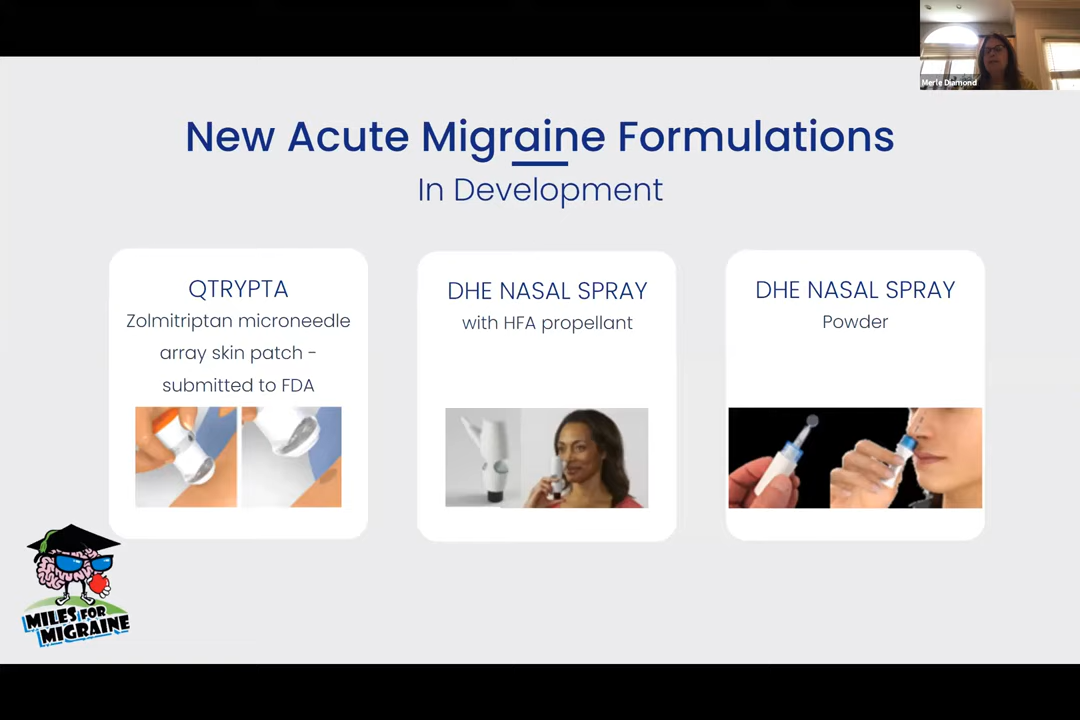 Merle Diamond
New Acute Migraine Formulations
In Development
QTRYPTA
Zolmitriptan microneedle
array skin patch -
submitted to FDA
DHE NASAL SPRAY
with HFA propellant
DHE NASAL SPRAY
Powder
MILES FOR
MIGRAINE